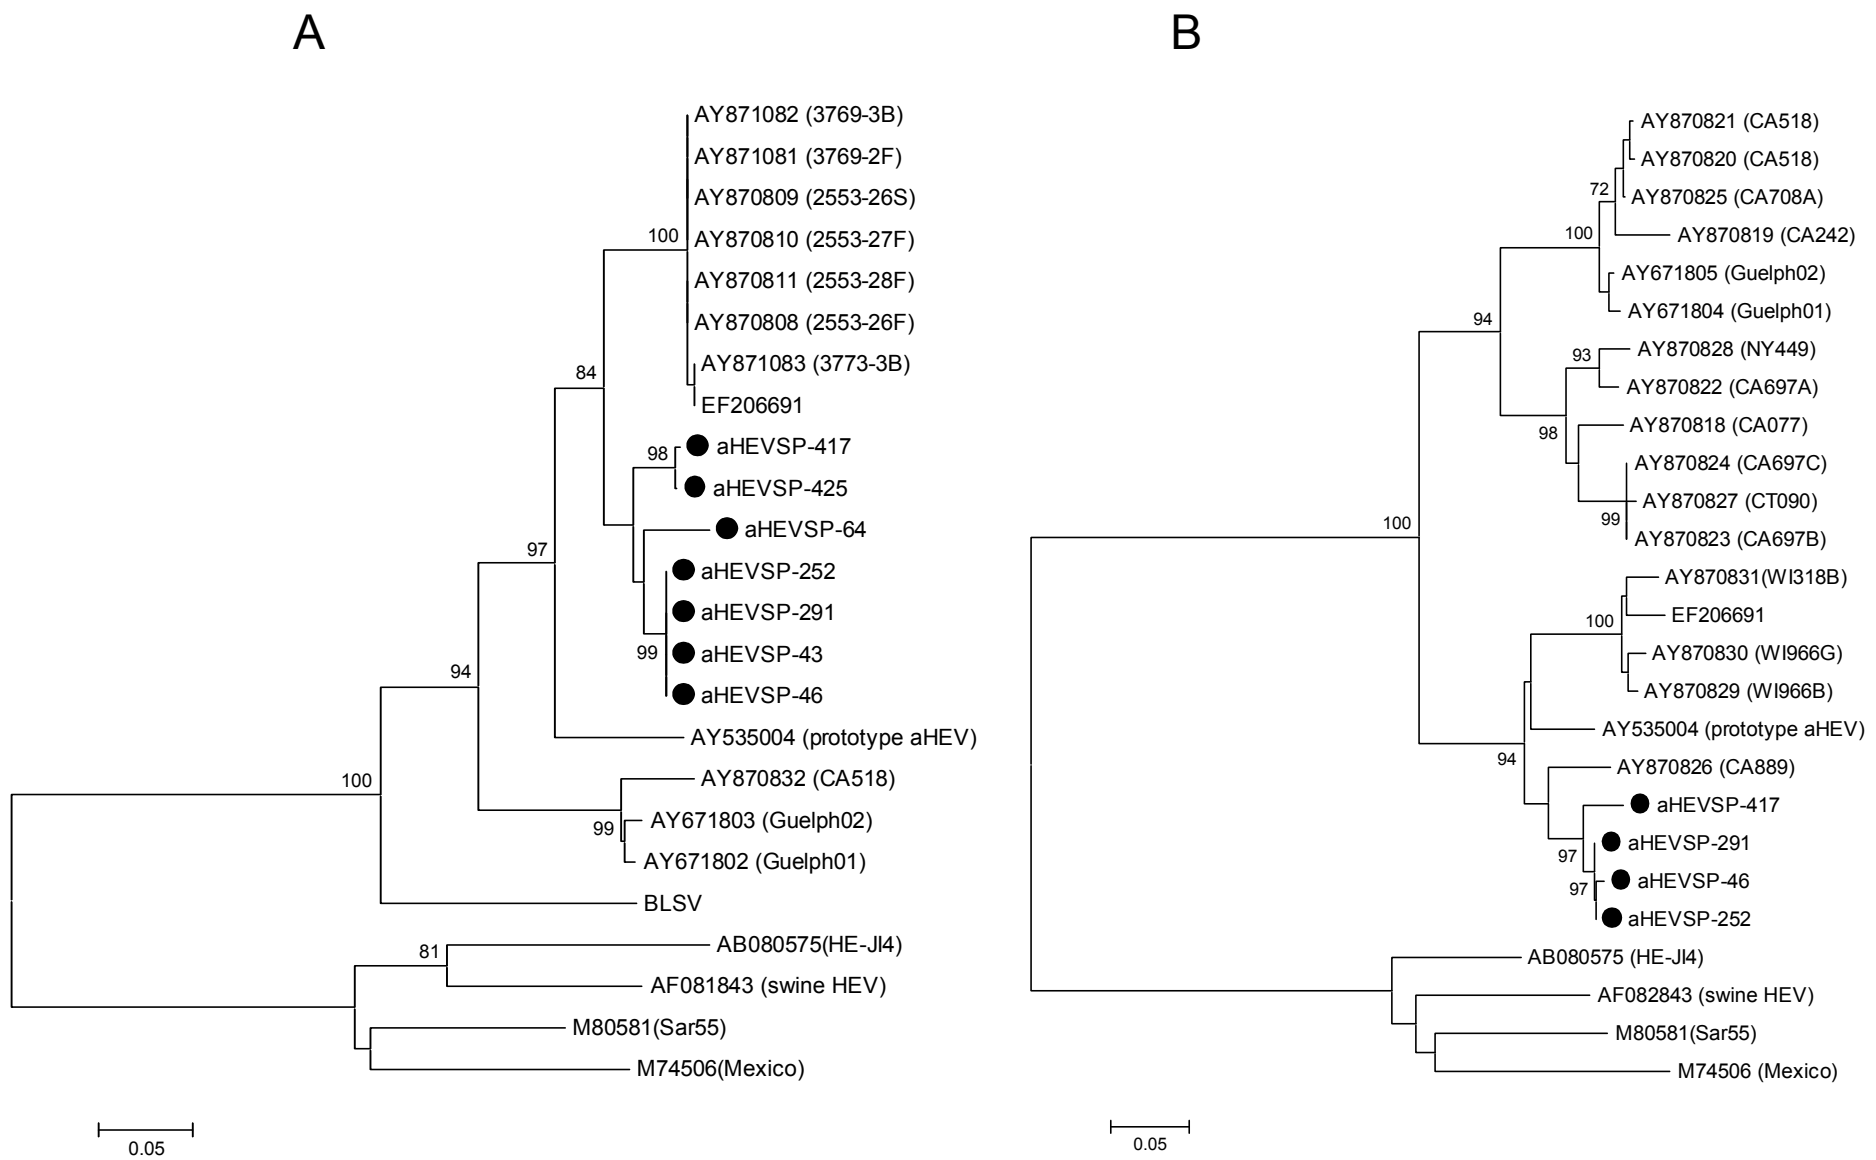 A
AY871082 (3769-3B)
AY871081 (3769-2F)
AY870809 (2553-26S)
100
AY870810 (2553-27F)
AY870811 (2553-28F)
AY870808 (2553-26F)
AY871083 (3773-3B)
84
EF206691
aHEVSP-417
98
aHEVSP-425
aHEVSP-64
97
aHEVSP-252
aHEVSP-291
aHEVSP-43
99
aHEVSP-46
94
AY535004 (prototype aHEV)
AY870832 (CA518)
100
AY671803 (Guelph02)
99
AY671802 (Guelph01)
BLSV
AB080575(HE-JI4)
81
AF081843 (swine HEV)
M80581(Sar55)
M74506(Mexico)
0.05
B
AY870821 (CA518)
AY870820 (CA518)
72
AY870825 (CA708A)
100
AY870819 (CA242)
AY671805 (Guelph02)
AY671804 (Guelph01)
94
AY870828 (NY449)
93
AY870822 (CA697A)
AY870818 (CA077)
98
AY870824 (CA697C)
AY870827 (CT090)
99
100
AY870823 (CA697B)
AY870831(WI318B)
EF206691
100
AY870830 (WI966G)
AY870829 (WI966B)
AY535004 (prototype aHEV)
94
AY870826 (CA889)
aHEVSP-417
aHEVSP-291
97
aHEVSP-46
97
aHEVSP-252
AB080575 (HE-JI4)
AF082843 (swine HEV)
M80581(Sar55)
M74506 (Mexico)
0.05